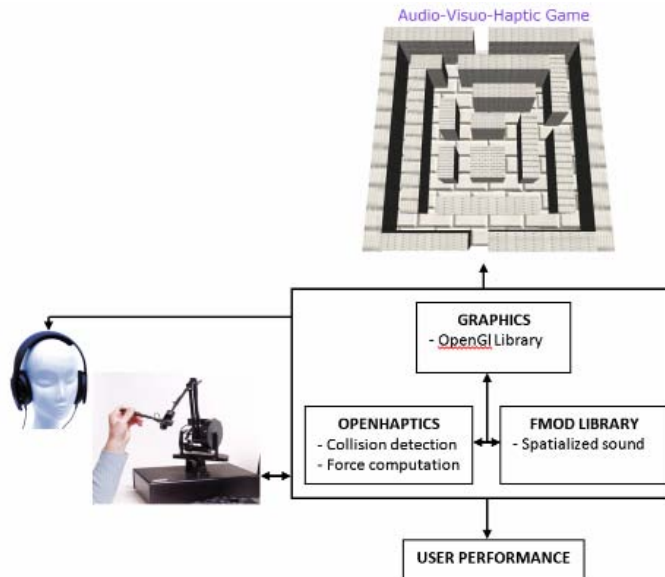 Audio-Visuo-Haptic Game
GRAPHICS
- OpenGl Library
OPENHAPTICS
- Collision detection
- Force computation
FMOD LIBRARY
- Spatialized sound
USER PERFORMANCE